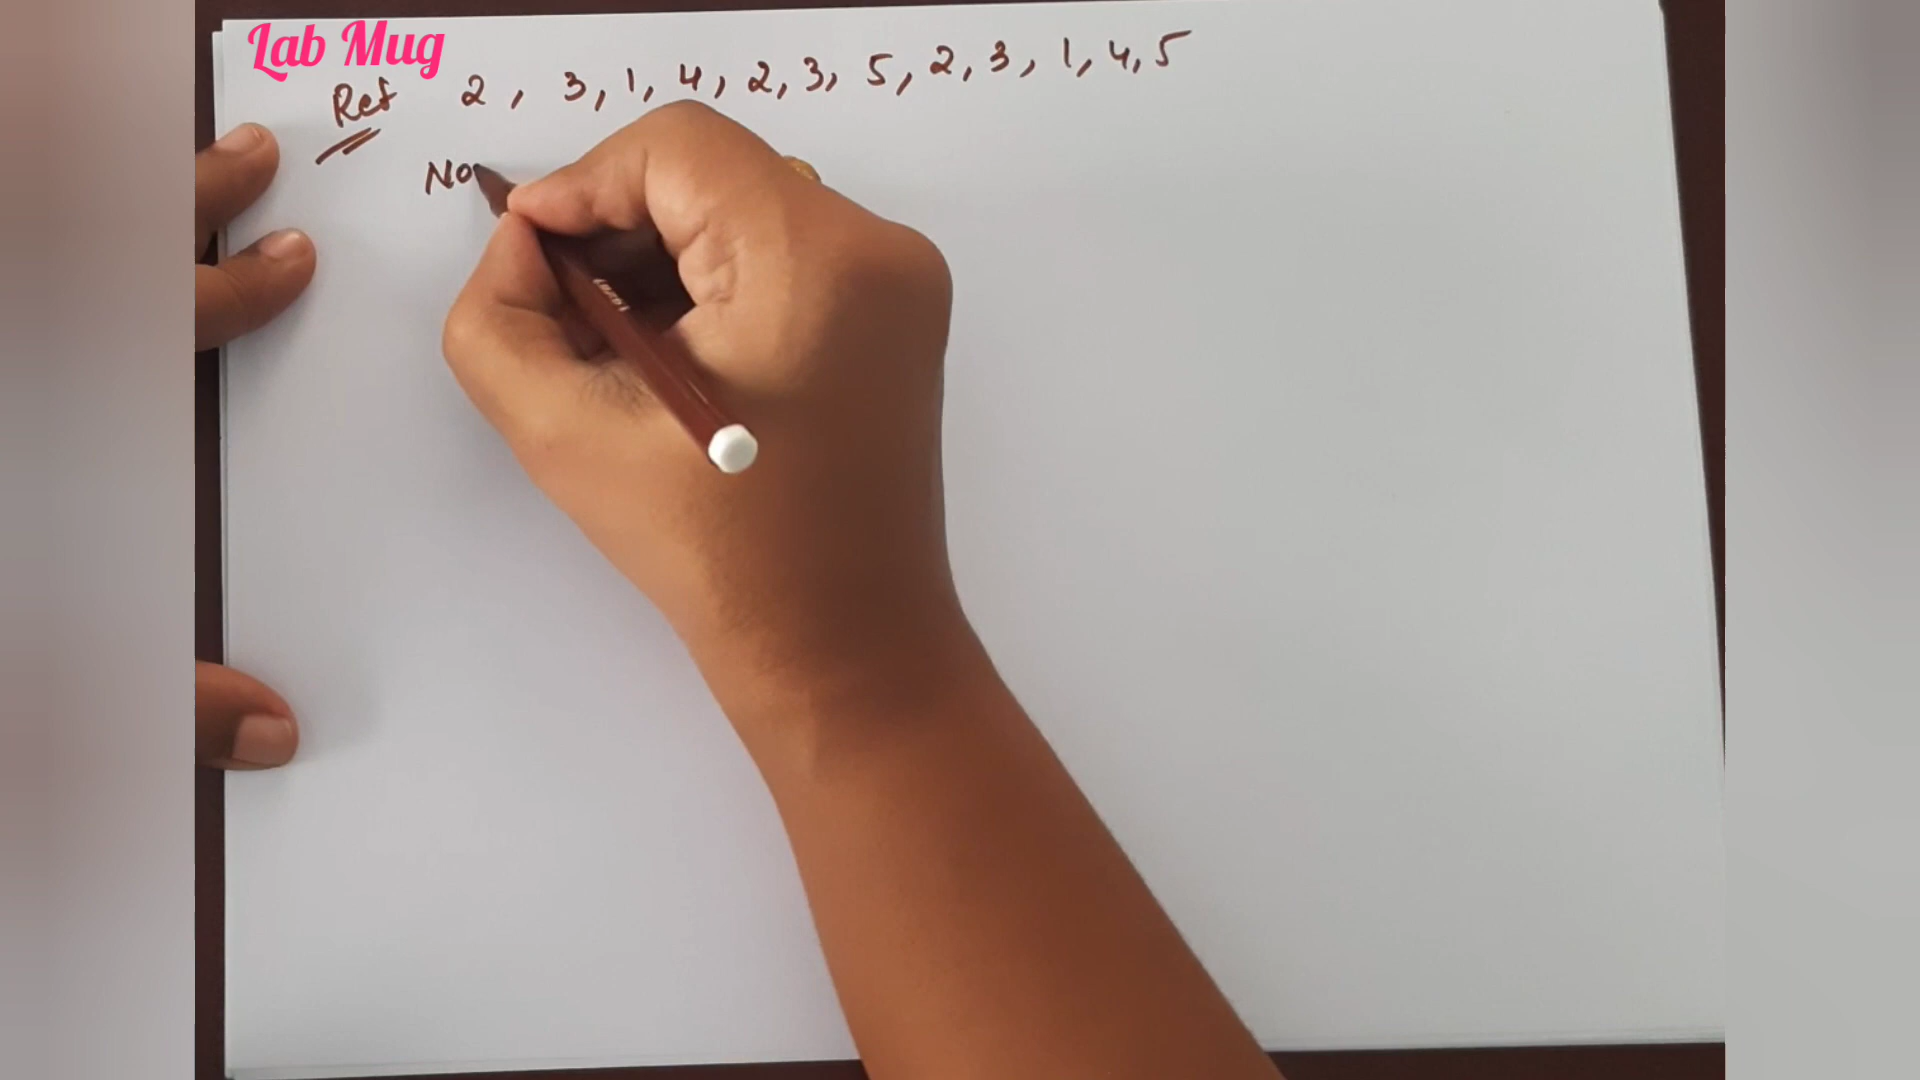 Lab Mug
Ref 2, 3, 1, 4, 2, 3, 5, 2, 3, 1, 4, 5
No